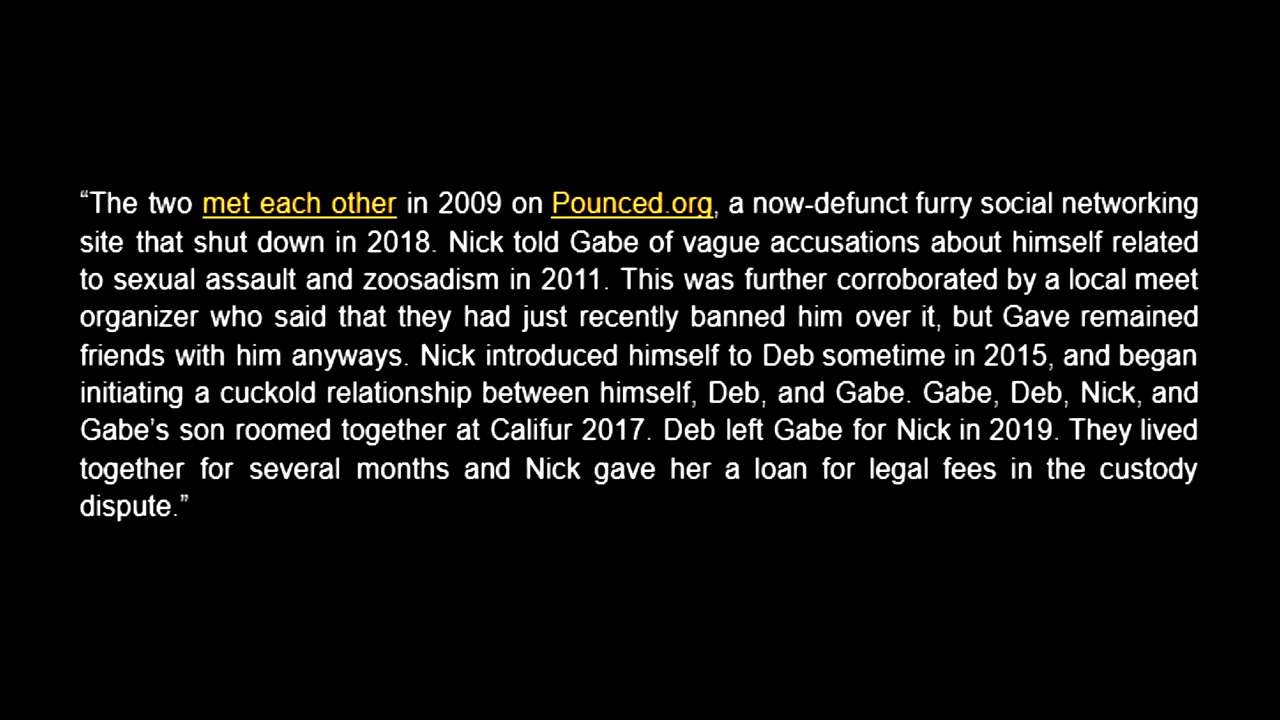 “The two met each other in 2009 on Pounced.org, a now-defunct furry social networking
site that shut down in 2018. Nick told Gabe of vague accusations about himself related
to sexual assault and zoosadism in 2011. This was further corroborated by a local meet
organizer who said that they had just recently banned him over it, but Gave remained
friends with him anyways. Nick introduced himself to Deb sometime in 2015, and began
initiating a cuckold relationship between himself, Deb, and Gabe. Gabe, Deb, Nick, and
Gabe’s son roomed together at Califur 2017. Deb left Gabe for Nick in 2019. They lived
together for several months and Nick gave her a loan for legal fees in the custody
dispute.”